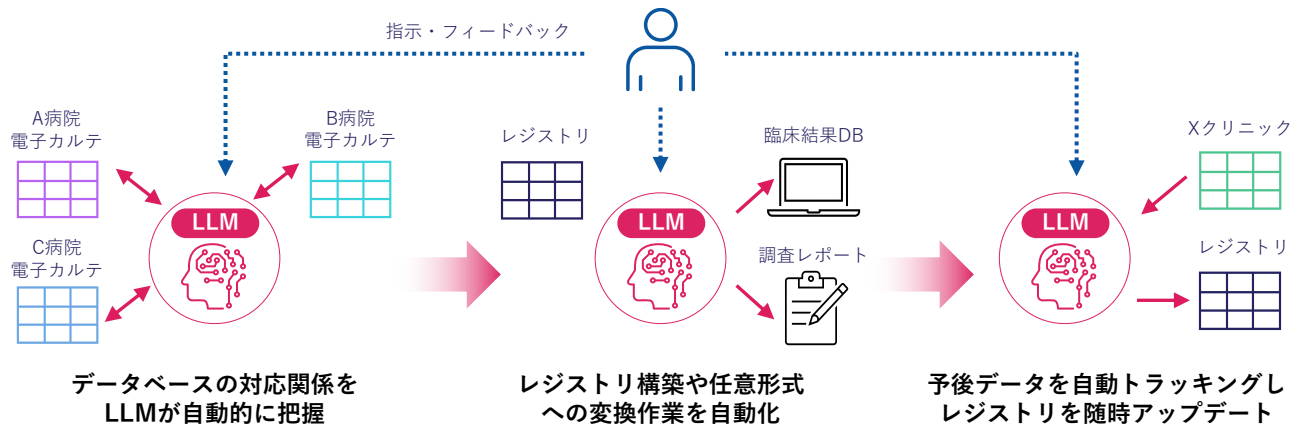 指示・フィードバック
A病院
電子カルテ
B病院
電子カルテ
LLM
C病院
電子カルテ
データベースの対応関係を
LLMが自動的に把握
レジストリ
臨床結果DB
LLM
調査レポート
レジストリ構築や任意形式
への変換作業を自動化
Xクリニック
LLM
レジストリ
予後データを自動トラッキングし
レジストリを随時アップデート